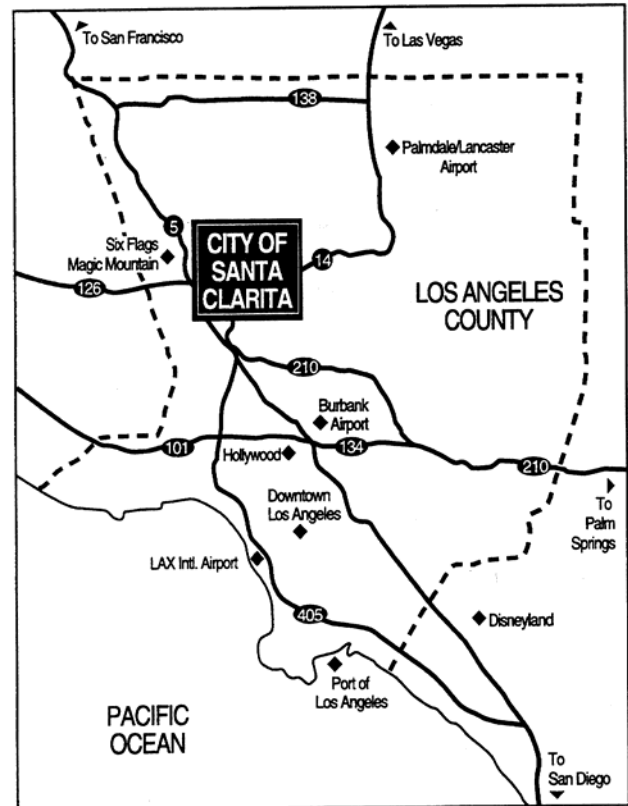 To San Francisco
To Las Vegas
138
Palmdale/Lancaster
Airport
5
Six Flags
Magic Mountain
CITY OF
SANTA
CLARITA
14
126
LOS ANGELES
COUNTY
210
Burbank
Airport
101
134
Hollywood
210
To
Palm
Springs
Downtown
Los Angeles
LAX Intl. Airport
405
Disneyland
Port of
Los Angeles
PACIFIC
OCEAN
To
San Diego